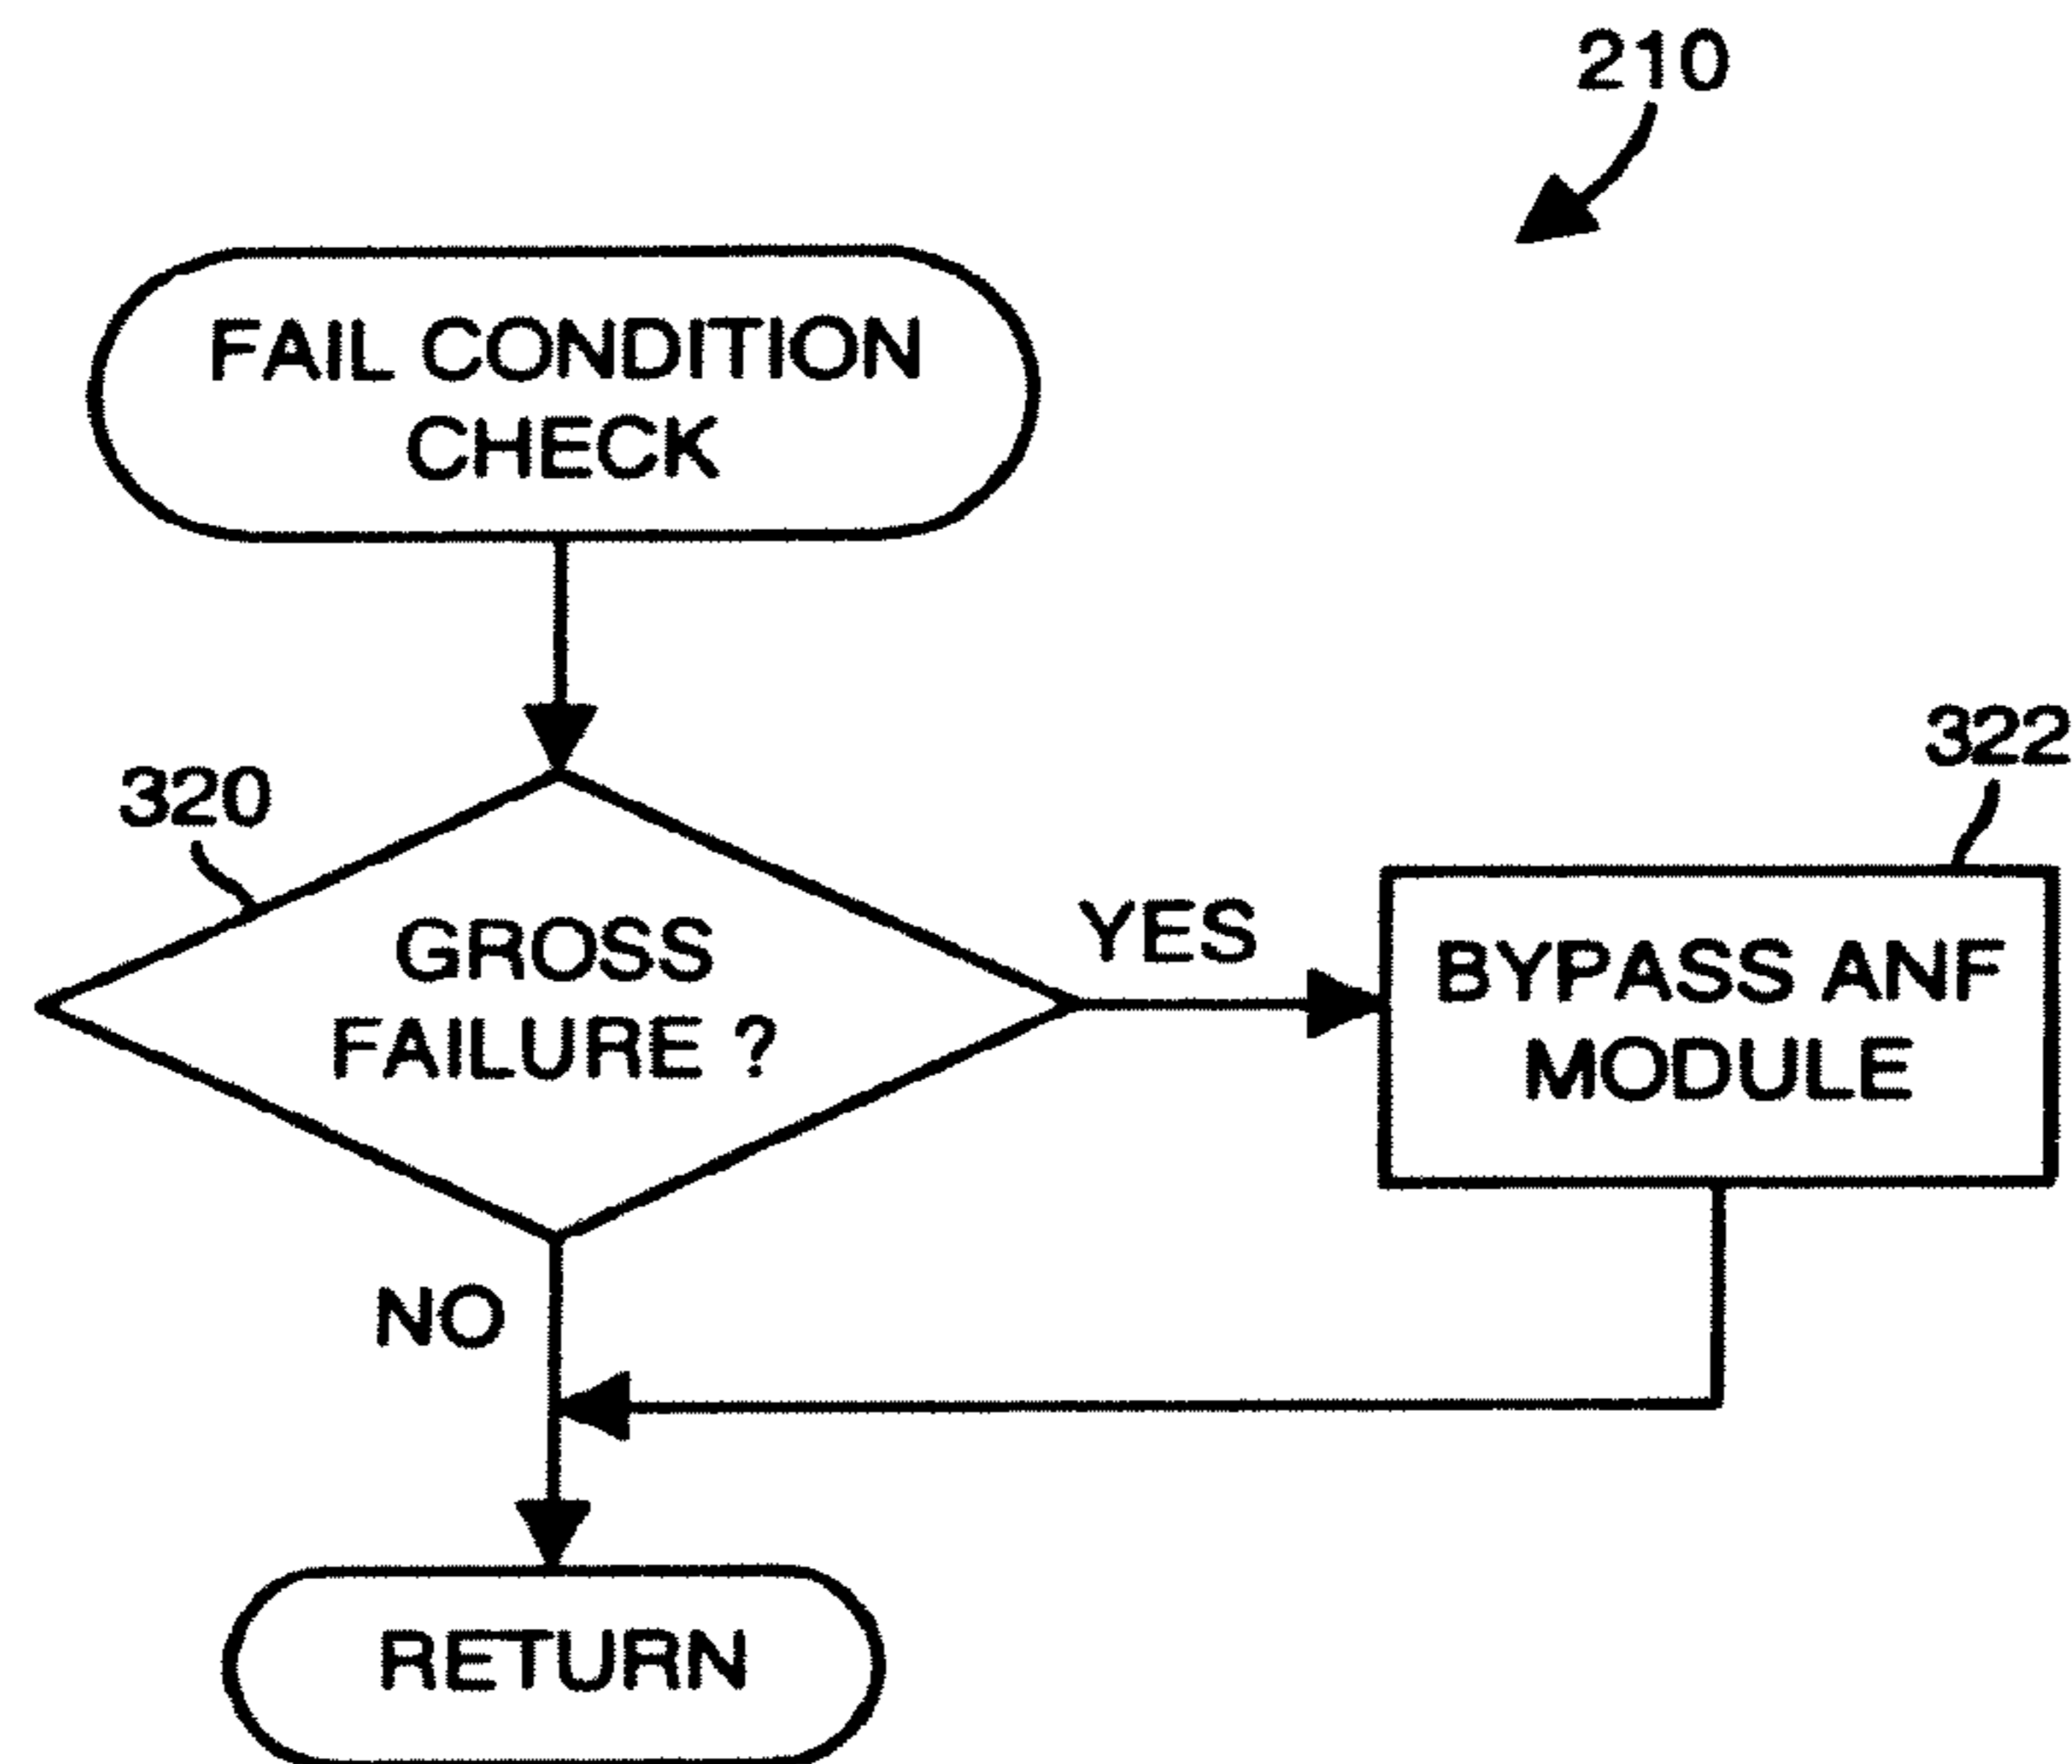 210
FAIL CONDITION
CHECK
320
GROSS
FAILURE ?
YES
322
BYPASS ANF
MODULE
NO
RETURN